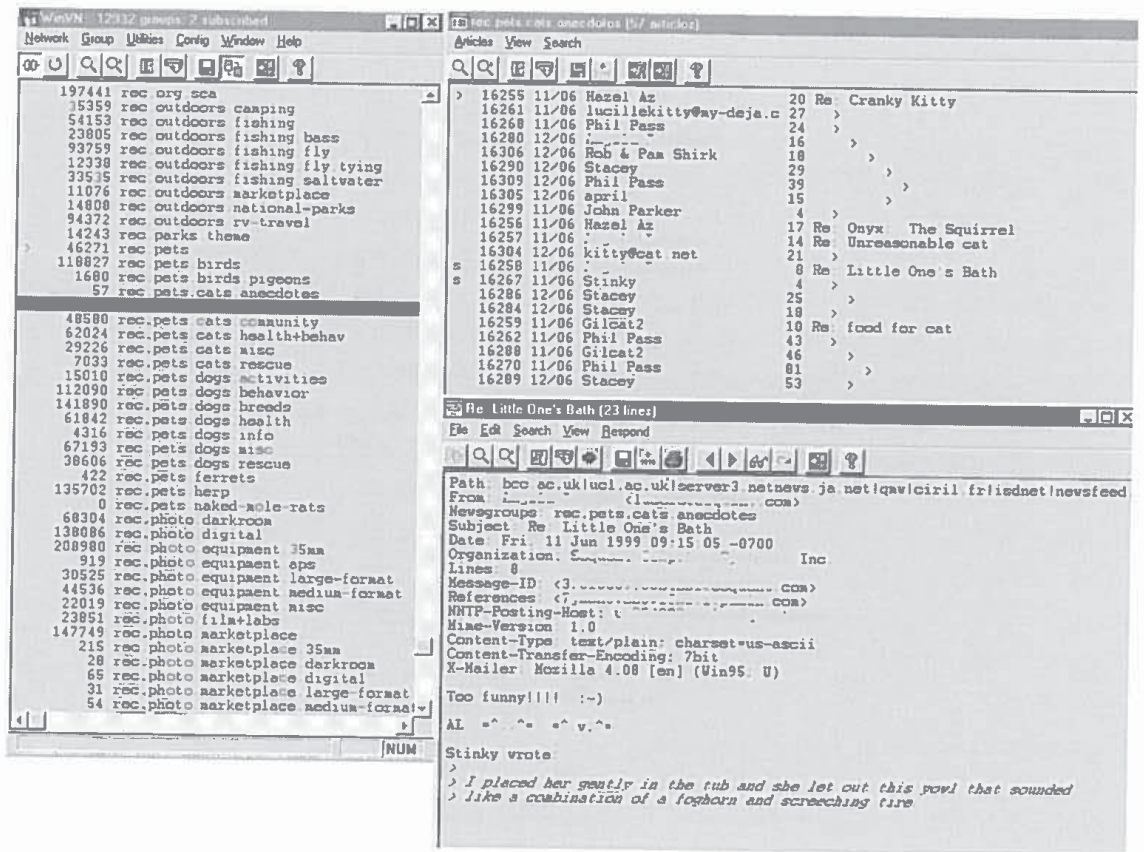 WinVN 12932 groups; 2 subscribed
Network Group Utilities Config Window Help
197441 rec org sca
35359 rec outdoors camping
54153 rec outdoors fishing
23805 rec outdoors fishing bass
93759 rec outdoors fishing fly
12338 rec outdoors fishing fly tying
33535 rec outdoors fishing saltwater
11076 rec outdoors marketplace
14808 rec outdoors national-parks
94372 rec outdoors rv-travel
14243 rec parks theme
> 46271 rec pets
118827 rec pets birds
1680 rec pets birds pigeons
57 rec pets.cats anecdotes
48580 rec.pets cats community
62024 rec.pets cats health+behav
29226 rec.pets cats misc
7033 rec.pets cats rescue
15010 rec.pets dogs activities
112090 rec.pets dogs behavior
141890 rec.pets dogs breeds
61842 rec.pets dogs health
4316 rec.pets dogs info
67193 rec.pets dogs misc
38606 rec.pets dogs rescue
422 rec.pets ferrets
135702 rec.pets herp
0 rec.pets naked-mole-rats
68304 rec.photo darkroom
138086 rec.photo digital
208980 rec.photo equipment 35mm
919 rec.photo equipment aps
30525 rec.photo equipment large-format
44536 rec.photo equipment medium-format
22019 rec.photo equipment misc
23851 rec.photo film+labs
147749 rec.photo marketplace
215 rec.photo marketplace 35mm
28 rec.photo marketplace darkroom
65 rec.photo marketplace digital
31 rec.photo marketplace large-format
54 rec.photo marketplace medium-format
NUM
rec pets cats anecdotes (57 articles)
Articles View Search
> 16255 11/06 Hazel Az 20 Re: Cranky Kitty
16261 11/06 lucillekitty@my-deja.c 27 >
16268 11/06 Phil Pass 24 >
16280 12/06 16 >
16306 12/06 Rob & Pam Shirk 18 >
16290 12/06 Stacey 29 >
16309 12/06 Phil Pass 39 >
16305 12/06 april 15 >
16299 11/06 John Parker 4 >
16256 11/06 Hazel Az 17 Re: Onyx The Squirrel
16257 11/06 14 Re: Unreasonable cat
16304 12/06 kitty@cat net 21 >
s 16258 11/06 8 Re: Little One's Bath
s 16267 11/06 Stinky 4 >
16286 12/06 Stacey 25 >
16284 12/06 Stacey 18 >
16259 11/06 Gilcat2 10 Re: food for cat
16262 11/06 Phil Pass 43 >
16288 11/06 Gilcat2 46 >
16270 11/06 Phil Pass 81 >
16289 12/06 Stacey 53 >
Re Little One's Bath (23 lines)
File Edit Search View Respond
Path: bcc ac.uk!ucl.ac.uk!server3.netnews.ja net!qmw!ciril fr!isdnet!newsfeed
From com>
Newsgroups: rec.pets.cats anecdotes
Subject Re: Little One's Bath
Date Fri, 11 Jun 1999 09:15 05 -0700
Organization: Inc
Lines: 8
Message-ID: <3. com>
References: <7 com>
NNTP-Posting-Host:
Mime-Version 1.0
Content-Type text/plain; charset=us-ascii
Content-Transfer-Encoding: 7bit
X-Mailer Mozilla 4.08 [en] (Win95; U)
Too funny!!!! :~)
AL =^..^= =^ v.^=
Stinky wrote:
>
> I placed her gently in the tub and she let out this yowl that sounded
> like a combination of a foghorn and screeching tire